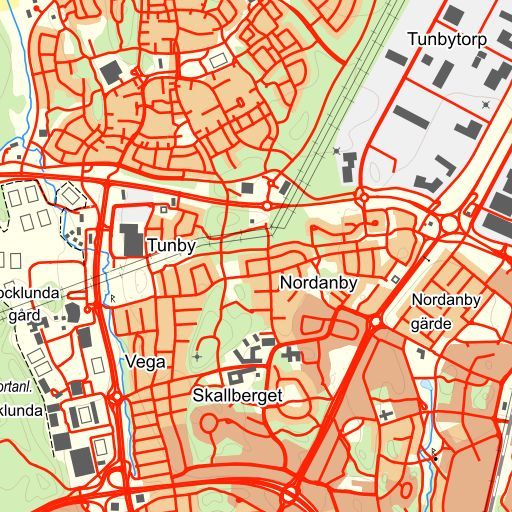 Tunbytorp
Tunby
Nordanby
ocklunda
gård
Nordanby
gärde
Vega
Skallberget
ortanl.
cklunda